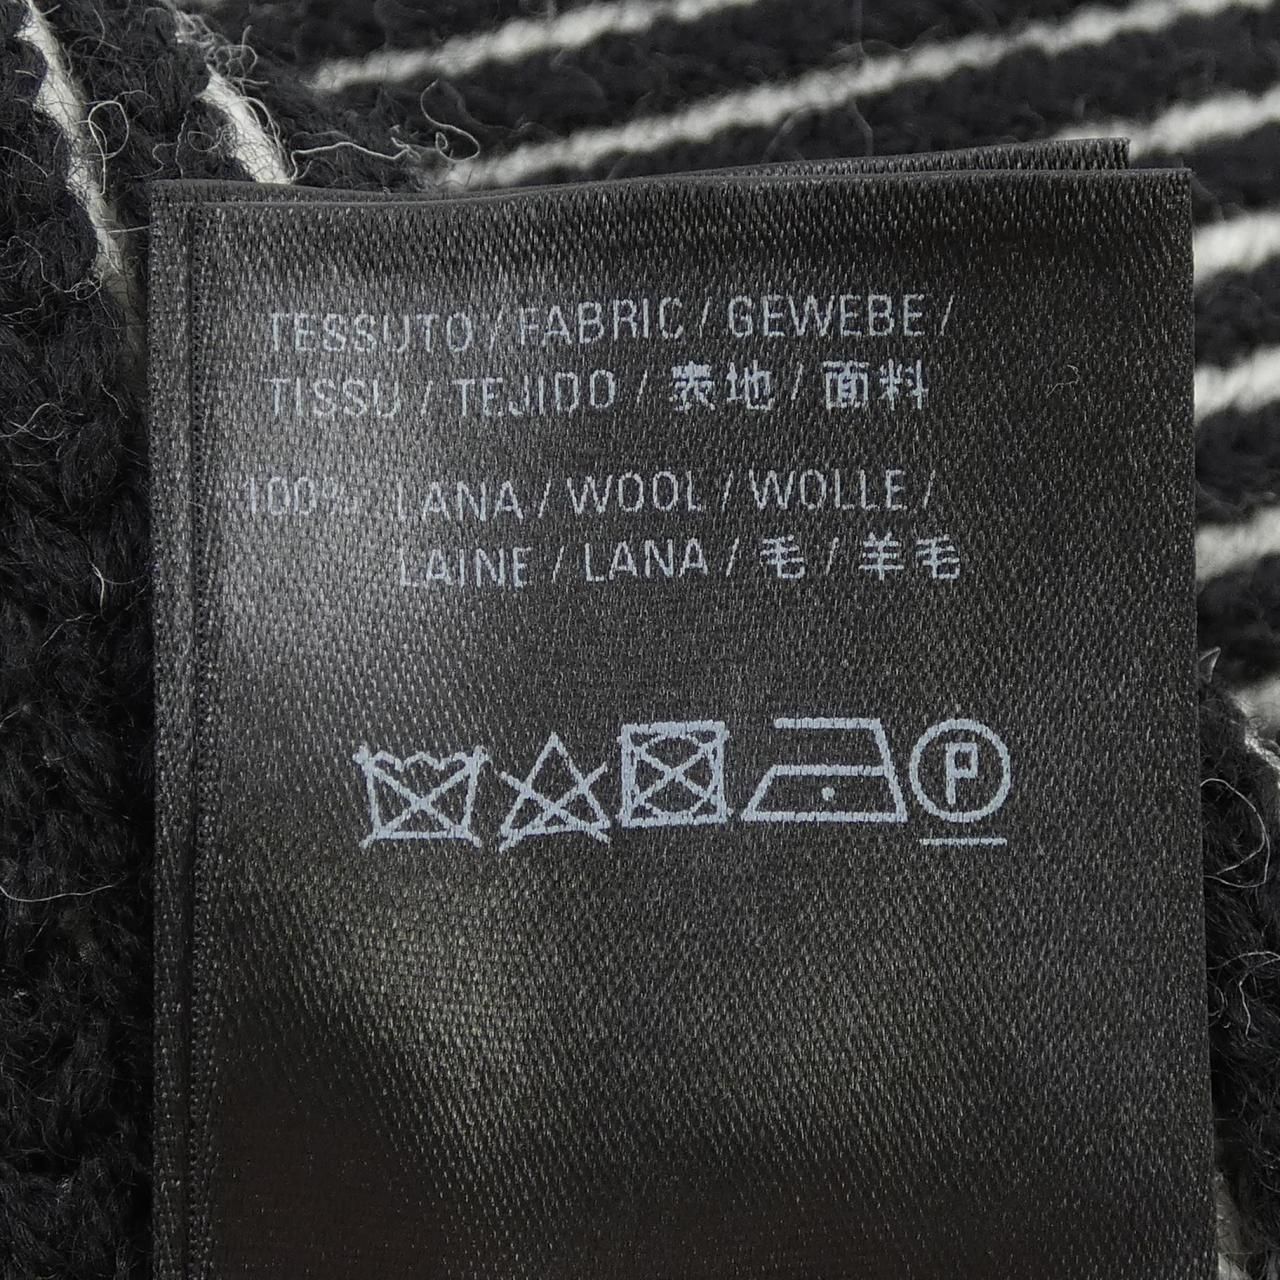 TESSUTO / FABRIC / GEWEBE /
TISSU / TEJIDO / 表地 / 面料
100% LANA / WOOL / WOLLE /
LAINE / LANA / 毛 / 羊毛
P